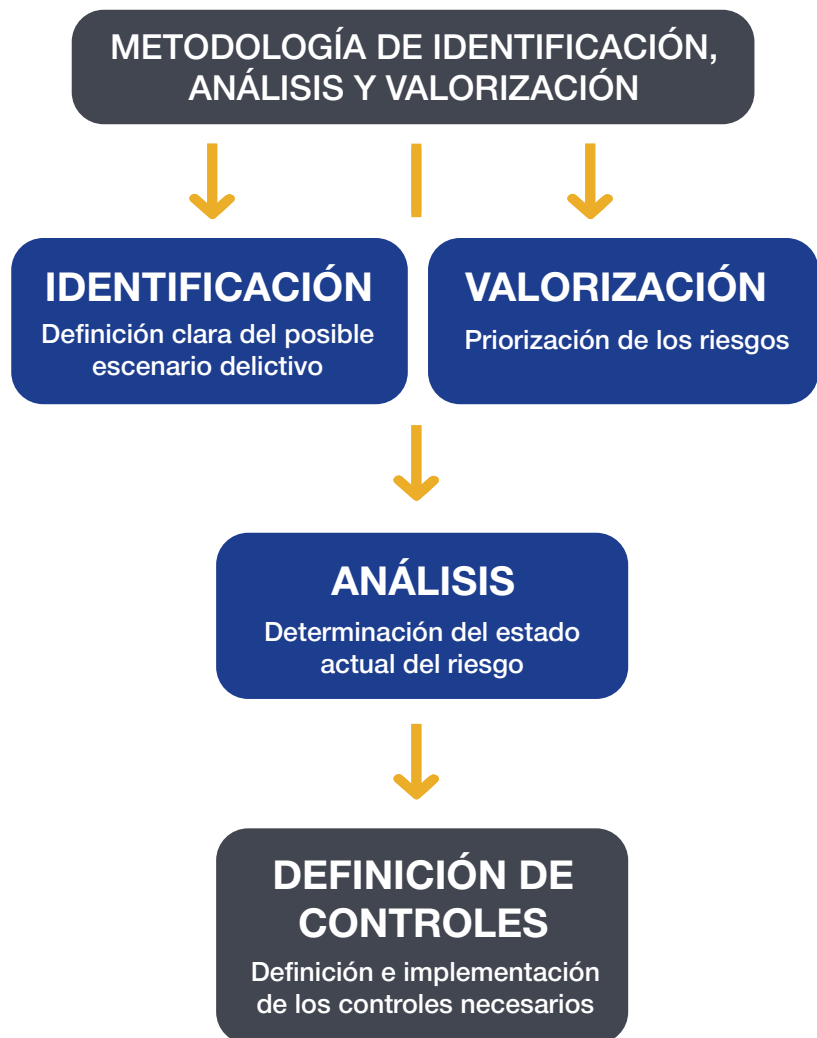 METODOLOGÍA DE IDENTIFICACIÓN,
ANÁLISIS Y VALORIZACIÓN
IDENTIFICACIÓN
Definición clara del posible
escenario delictivo
VALORIZACIÓN
Priorización de los riesgos
ANÁLISIS
Determinación del estado
actual del riesgo
DEFINICIÓN DE
CONTROLES
Definición e implementación
de los controles necesarios